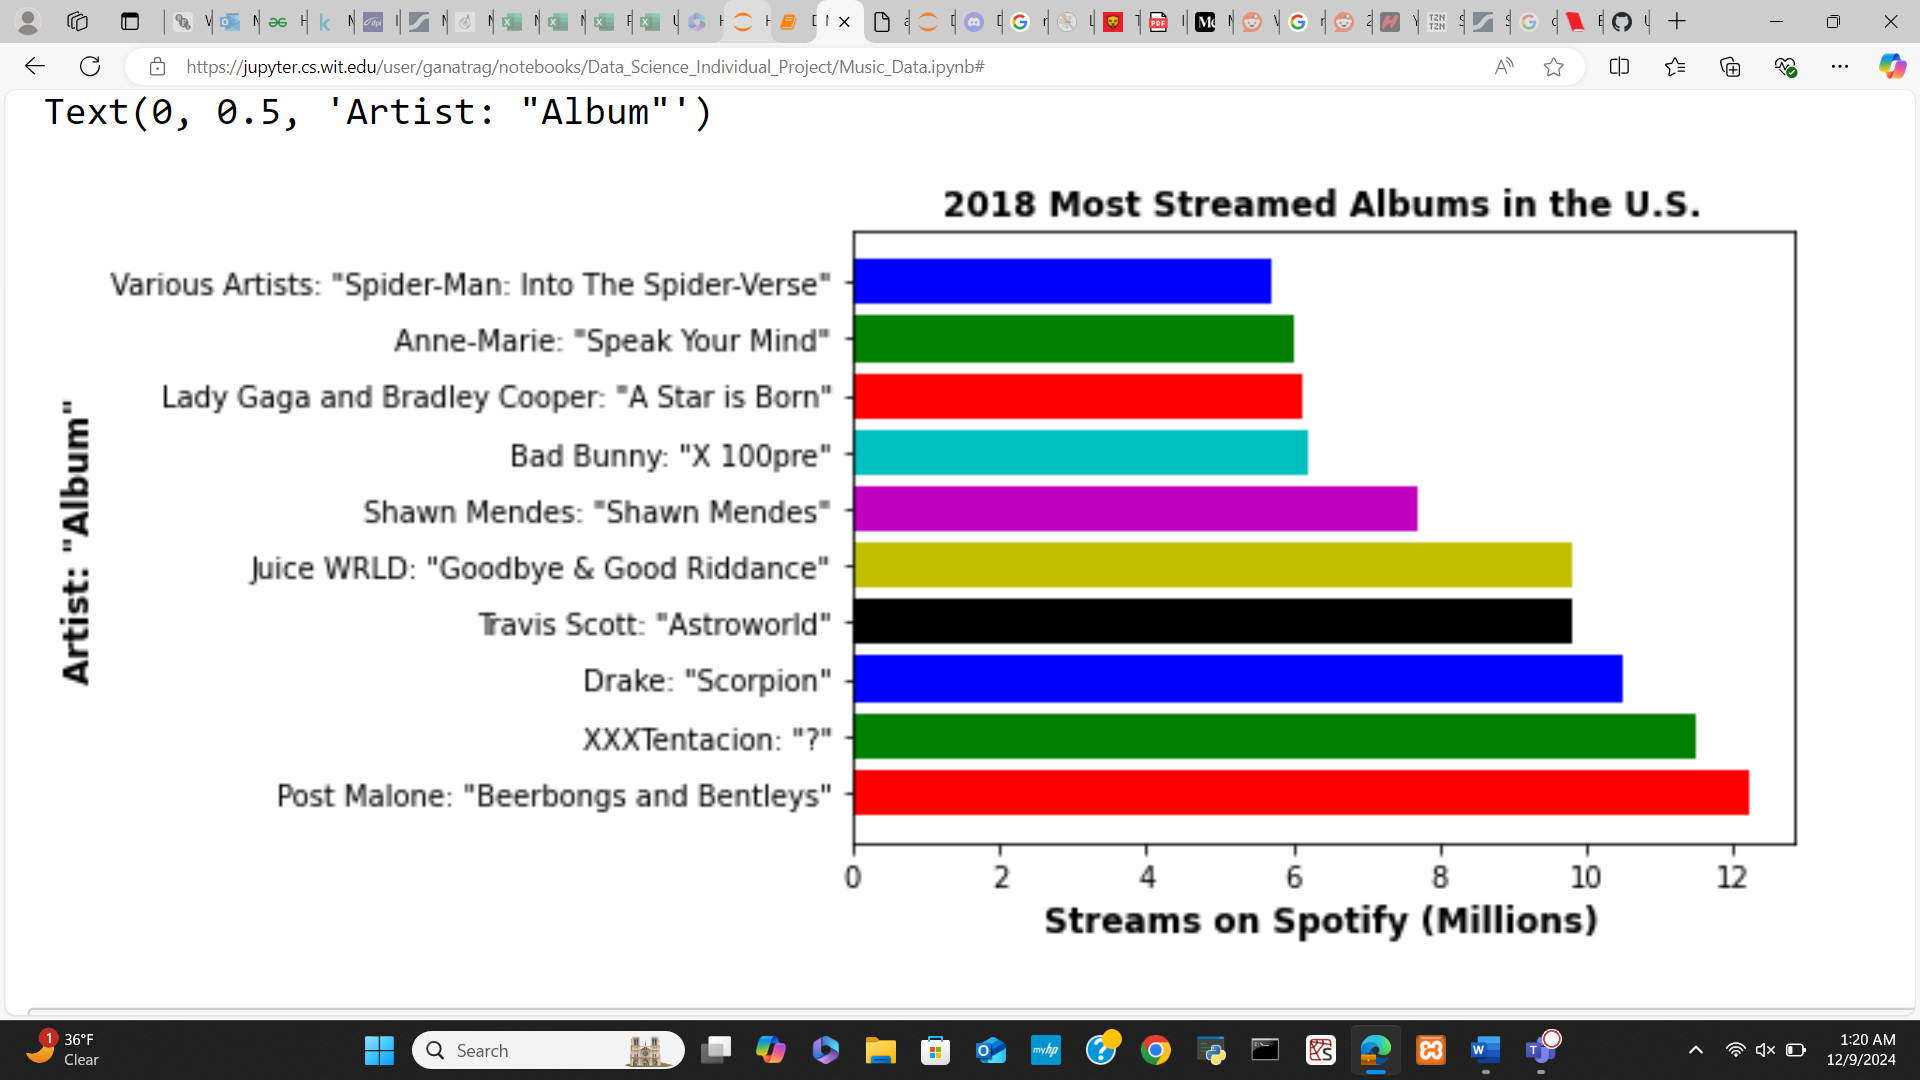 https://jupyter.cs.wit.edu/user/ganatrag/notebooks/Data_Science_Individual_Project/Music_Data.ipynb#
Text(0, 0.5, 'Artist: "Album"')
2018 Most Streamed Albums in the U.S.
Various Artists: "Spider-Man: Into The Spider-Verse"
Anne-Marie: "Speak Your Mind"
Lady Gaga and Bradley Cooper: "A Star is Born"
Bad Bunny: "X 100pre"
Shawn Mendes: "Shawn Mendes"
Juice WRLD: "Goodbye & Good Riddance"
Travis Scott: "Astroworld"
Drake: "Scorpion"
XXXTentacion: "?"
Post Malone: "Beerbongs and Bentleys"
Artist: "Album"
0 2 4 6 8 10 12
Streams on Spotify (Millions)
1
36°F
Clear
Search
myhp
1:20 AM
12/9/2024